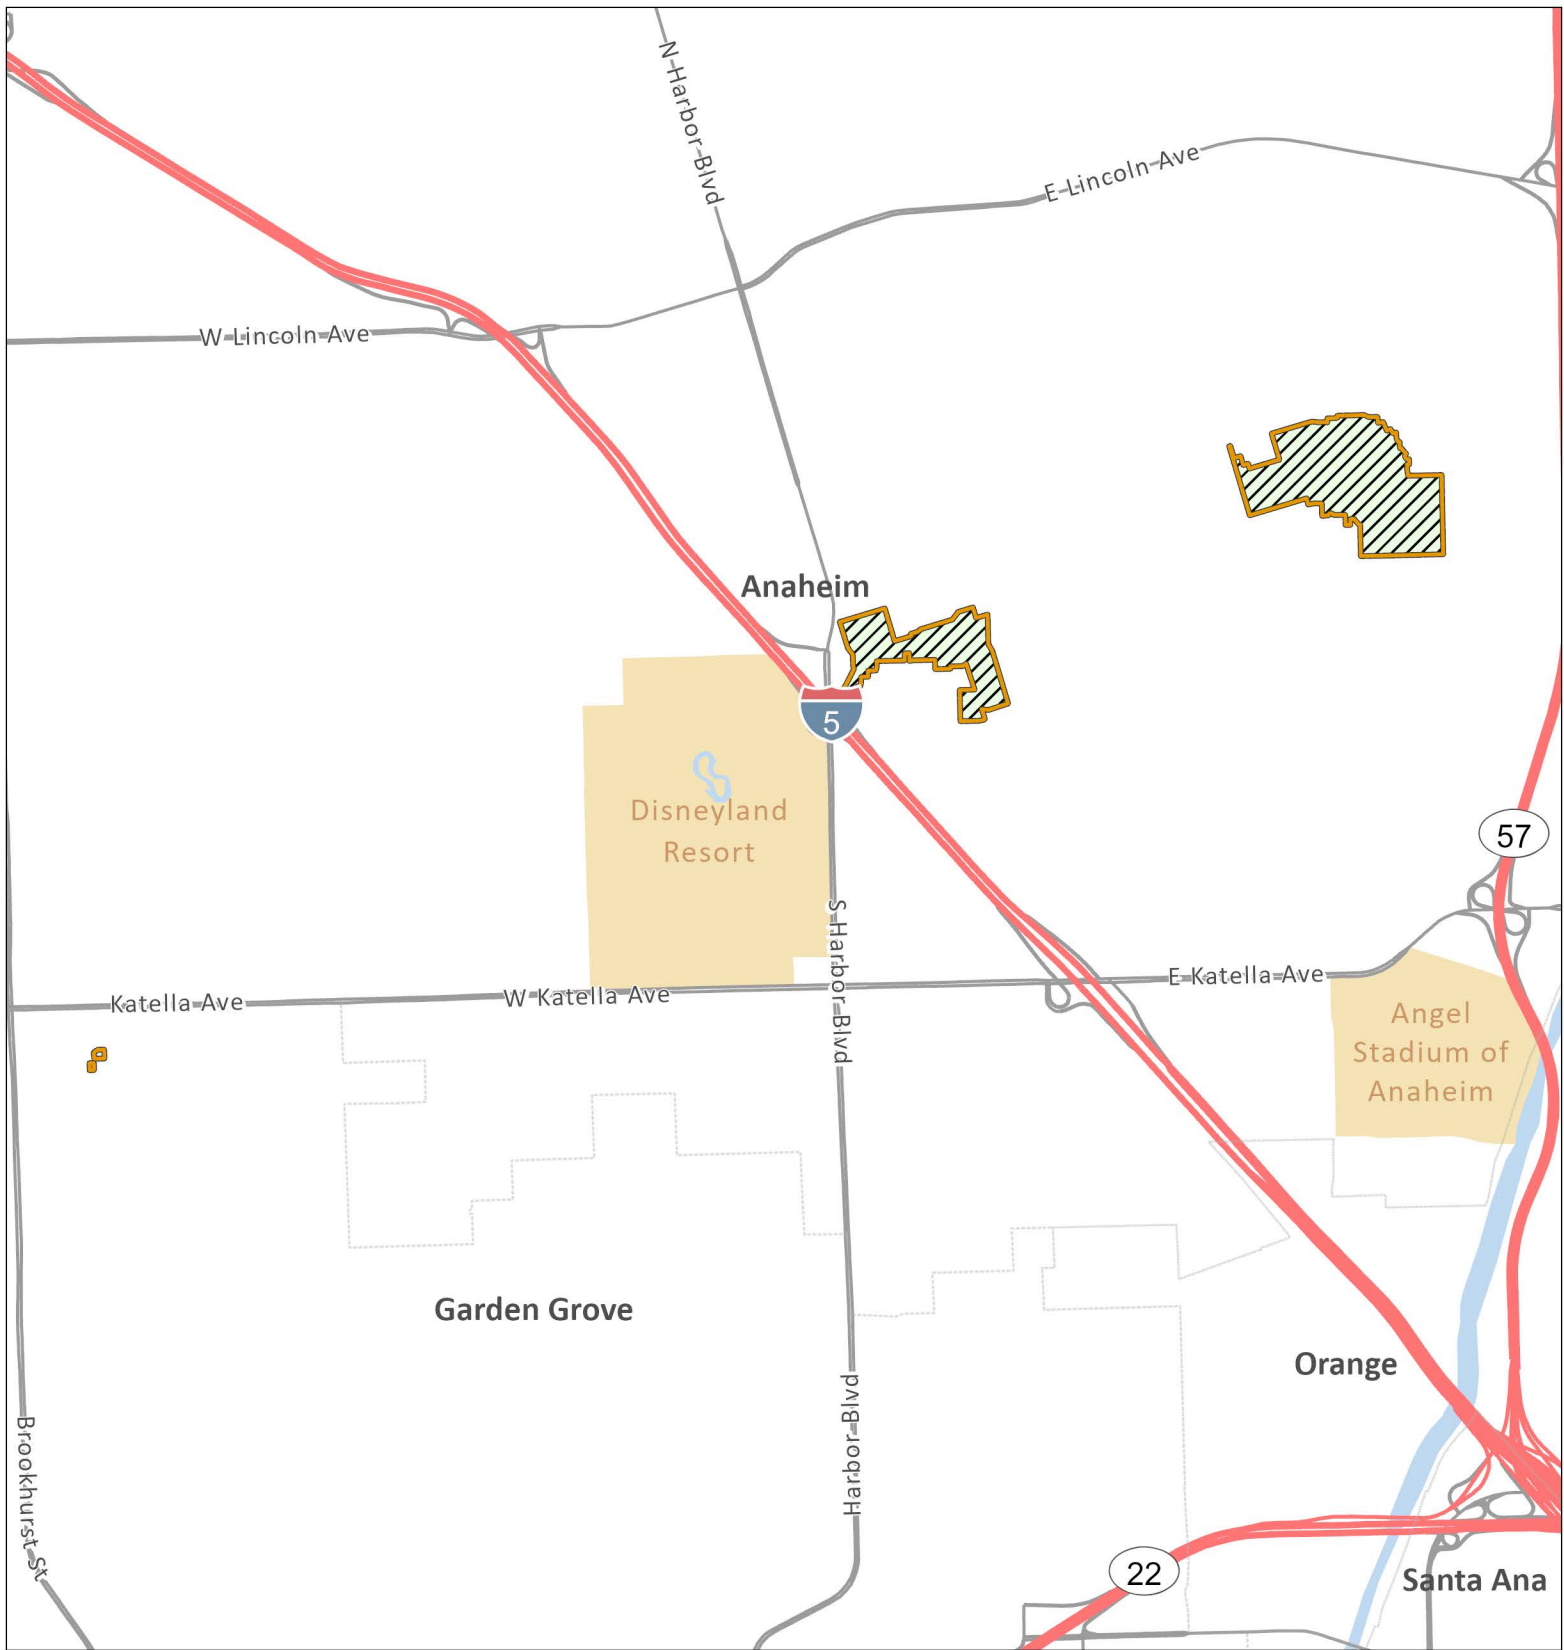 N Harbor Blvd
E Lincoln Ave
W Lincoln Ave
Anaheim
5
Disneyland
Resort
57
S Harbor Blvd
E Katella Ave
W Katella Ave
Katella Ave
Angel
Stadium of
Anaheim
Garden Grove
Orange
Harbor Blvd
Brookhurst St
22
Santa Ana